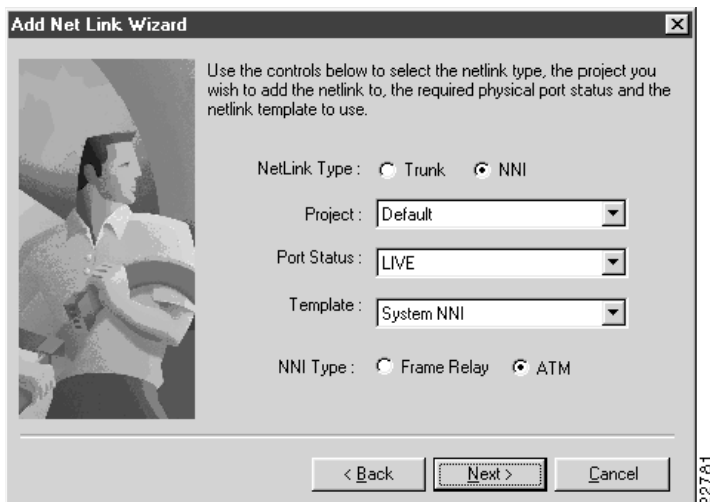 Add Net Link Wizard
Use the controls below to select the netlink type, the project you
wish to add the netlink to, the required physical port status and the
netlink template to use.
NetLink Type : Trunk NNI
Project : Default
Port Status : LIVE
Template : System NNI
NNI Type : Frame Relay ATM
< Back Next > Cancel
22781